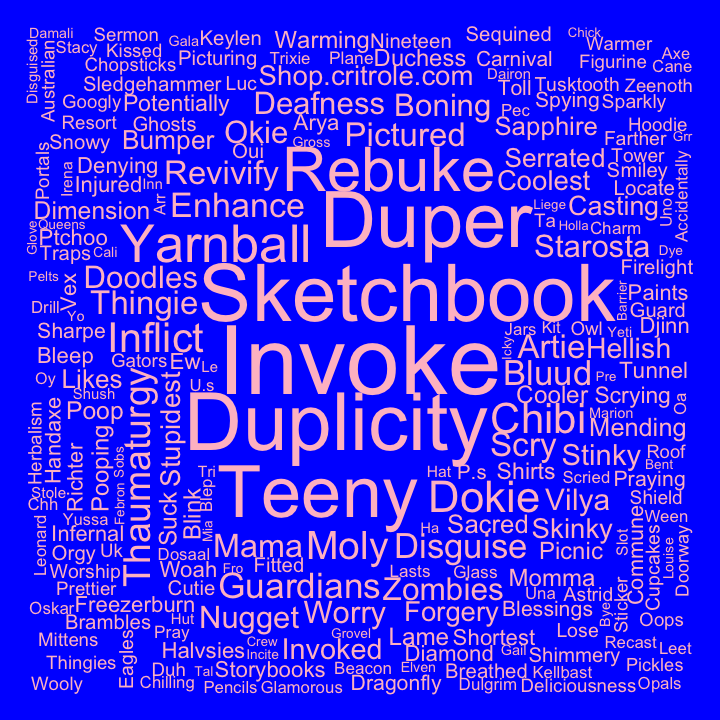 Damali
Sermon
Gala
Keylen
Warming
Nineteen
Sequined
Chick
Warmer
Axe
Stacy
Kissed
Picturing
Trixie
Plane
Duchess
Carnival
Figurine
Cane
Disguised
Australian
Chopsticks
Sledgehammer
Luc
Shop.critrole.com
Dairon
Toll
Tusktooth
Zeenoth
Googly
Potentially
Deafness
Boning
Pec
Spying
Sparkly
Resort
Ghosts
Okie
Arya
Pictured
Sapphire
Hoodie
Snowy
Bumper
Oui
Gross
Farther
Grr
Portals
Irena
Denying
Revivify
Rebuke
Serrated
Tower
Smiley
Injured
Inn
Coolest
Locate
Accidentally
Dimension
Arr
Enhance
Duper
Liege
Casting
Uno
Glove
Queens
Ptchoo
Yarnball
Ta
Holla
Charm
Traps
Cali
Starosta
Dye
Pelts
Vex
Doodles
Sketchbook
Firelight
Drill
Yo
Thingie
Barrier
Paints
Guard
Sharpe
Inflict
Invoke
Jars
Kit
Owl
Yeti
Djinn
Bleep
Gators
Ew
Le
Icky
Artie
Hellish
Oy
Likes
U.s
Bluud
Pre
Tunnel
Shush
Cooler
Scrying
Oa
Herbalism
Handaxe
Poop
Thaumaturgy
Stupidest
Duplicity
Chibi
Marion
Mending
Richter
Pooping
Sobs
Scry
Stinky
Roof
Bent
Stole
Chh
Febron
Suck
Blink
Blep
Tri
Teeny
Hat
P.s
Shirts
Scried
Praying
Yussa
Mia
Dokie
Vilya
Shield
Leonard
Infernal
Ha
Sacred
Skinky
Commune
Ween
Orgy
Uk
Dosaal
Mama
Moly
Disguise
Picnic
Slot
Cupcakes
Louise
Doorway
Worship
Woah
Fro
Fitted
Lasts
Glass
Momma
Prettier
Cutie
Guardians
Zombies
Una
Astrid
Sticker
Oskar
Freezerburn
Hut
Nugget
Worry
Forgery
Blessings
Bye
Oops
Brambles
Pray
Grovel
Lame
Shortest
Lose
Recast
Leet
Mittens
Eagles
Halvsies
Crew
Incite
Invoked
Diamond
Gail
Shimmery
Thingies
Duh
Tal
Storybooks
Beacon
Elven
Breathed
Kellbast
Pickles
Wooly
Chilling
Pencils
Glamorous
Dragonfly
Dulgrim
Deliciousness
Opals